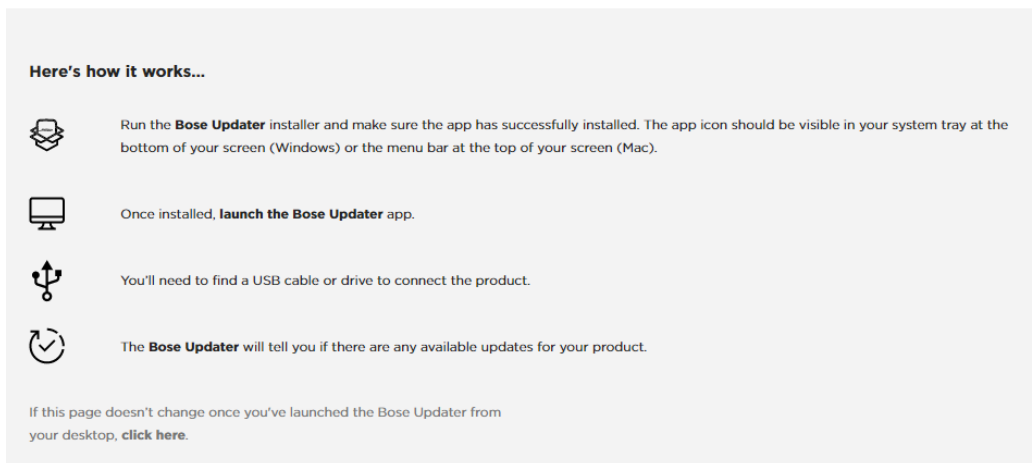 Here's how it works...
Run the Bose Updater installer and make sure the app has successfully installed. The app icon should be visible in your system tray at the
bottom of your screen (Windows) or the menu bar at the top of your screen (Mac).
Once installed, launch the Bose Updater app.
You'll need to find a USB cable or drive to connect the product.
The Bose Updater will tell you if there are any available updates for your product.
If this page doesn't change once you've launched the Bose Updater from
your desktop, click here.